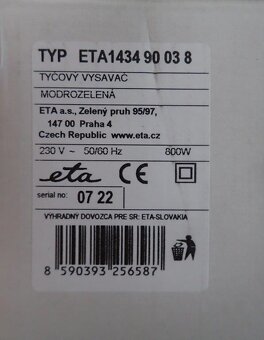 TYP ETA1434 90 03 8
TYČOVÝ VYSAVAČ
MODROZELENÁ
ETA a.s., Zelený pruh 95/97,
147 00 Praha 4
Czech Republic www.eta.cz
230 V ~ 50/60 Hz 800W
eta CE
serial no: 07 22
VÝHRADNÝ DOVOZCA PRE SR: ETA-SLOVAKIA
8 590393 256587